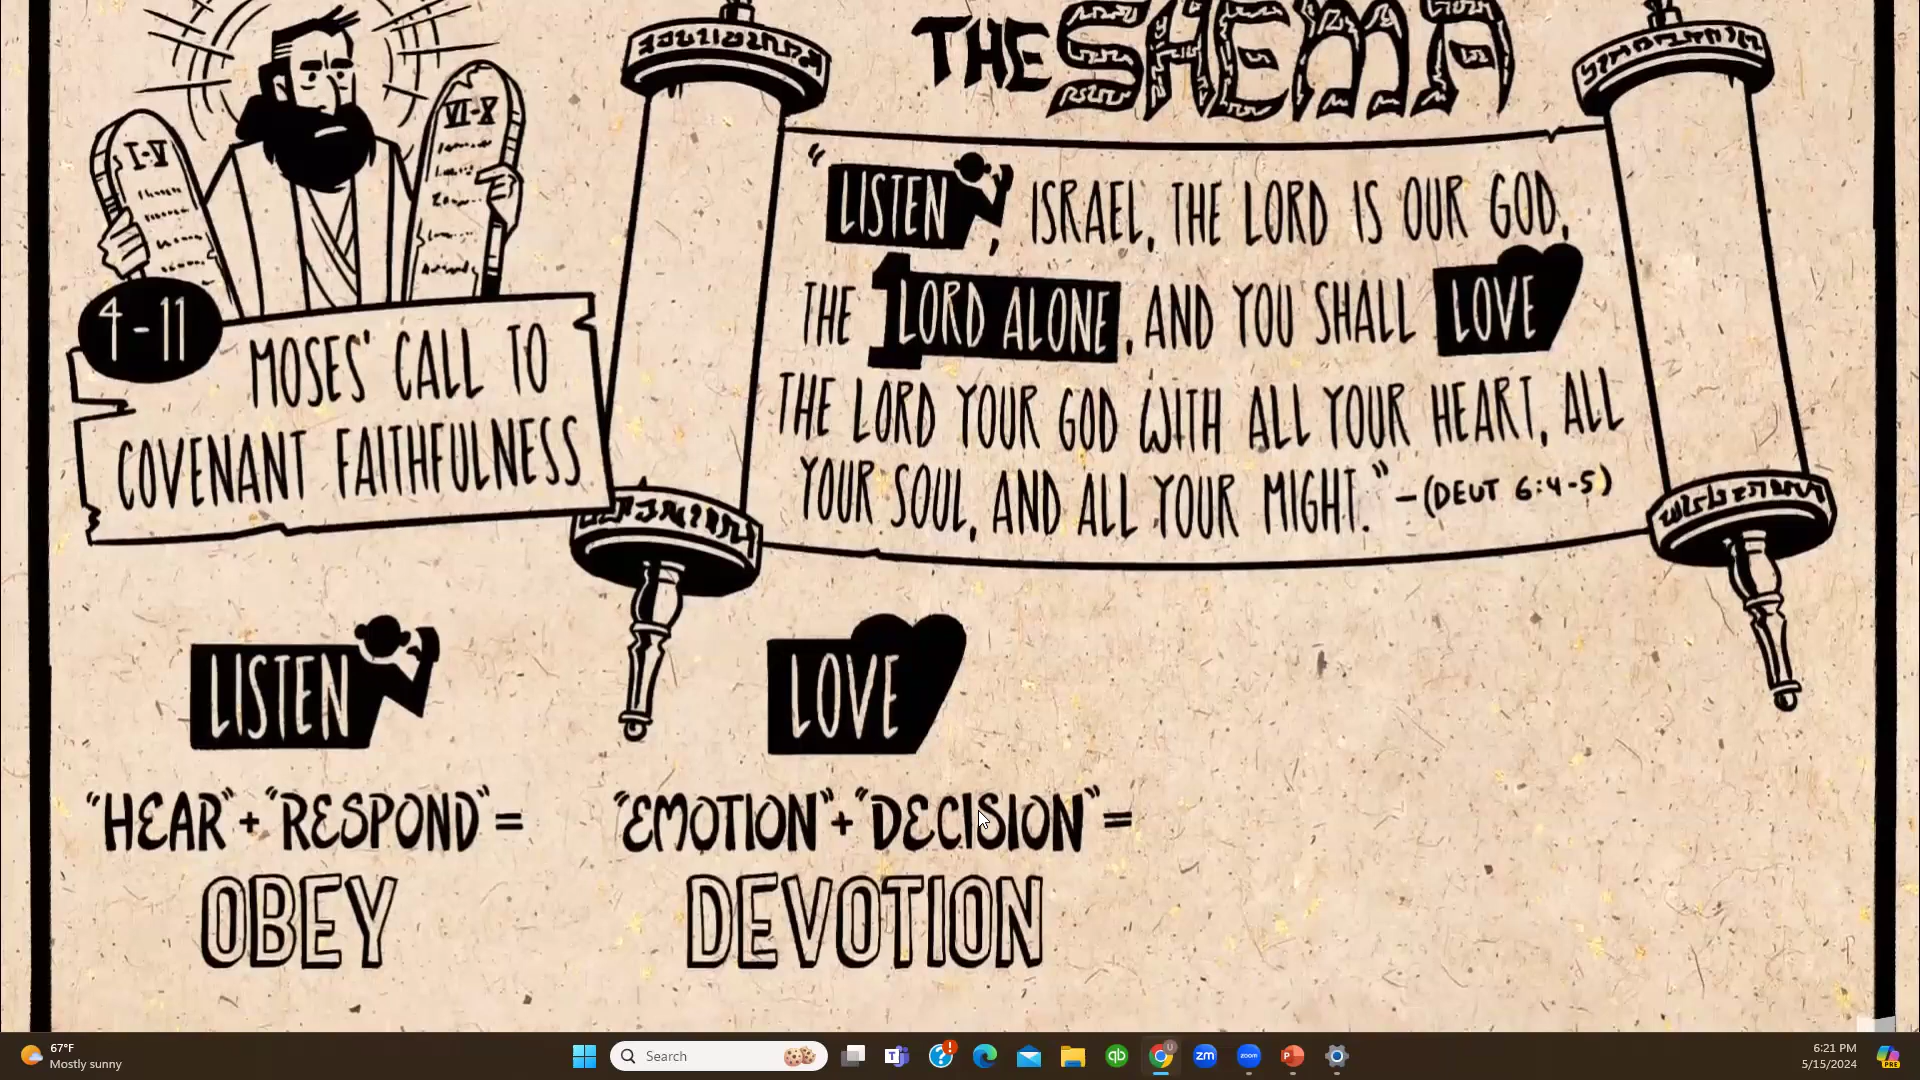 THE SHEMA
I-V
VI-X
4-11
MOSES' CALL TO
COVENANT FAITHFULNESS
"LISTEN, ISRAEL, THE LORD IS OUR GOD,
THE 1 LORD ALONE, AND YOU SHALL LOVE
THE LORD YOUR GOD WITH ALL YOUR HEART, ALL
YOUR SOUL, AND ALL YOUR MIGHT." - (DEUT 6:4-5)
LISTEN
"HEAR" + "RESPOND" =
OBEY
LOVE
"EMOTION" + "DECISION" =
DEVOTION
67°F
Mostly sunny
Search
zm
zoom
6:21 PM
5/15/2024